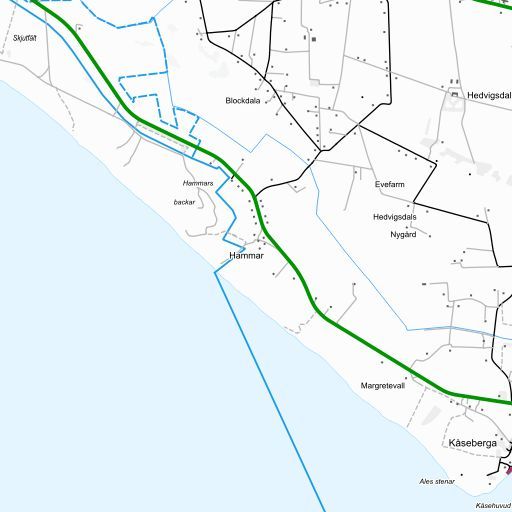 Skjutfält
Blockdala
Hedvigsdal
Hammars
backar
Evefarm
Hedvigsdals
Nygård
Hammar
Margretevall
Kåseberga
Ales stenar
Kåsehuvud